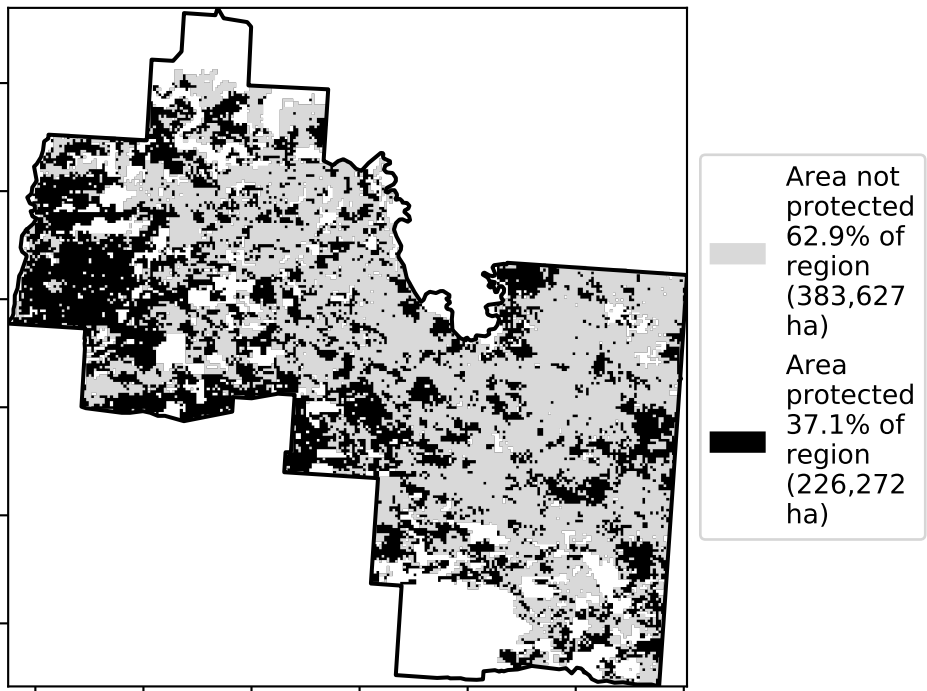 Area not
protected
62.9% of
region
(383,627
ha)
Area
protected
37.1% of
region
(226,272
ha)